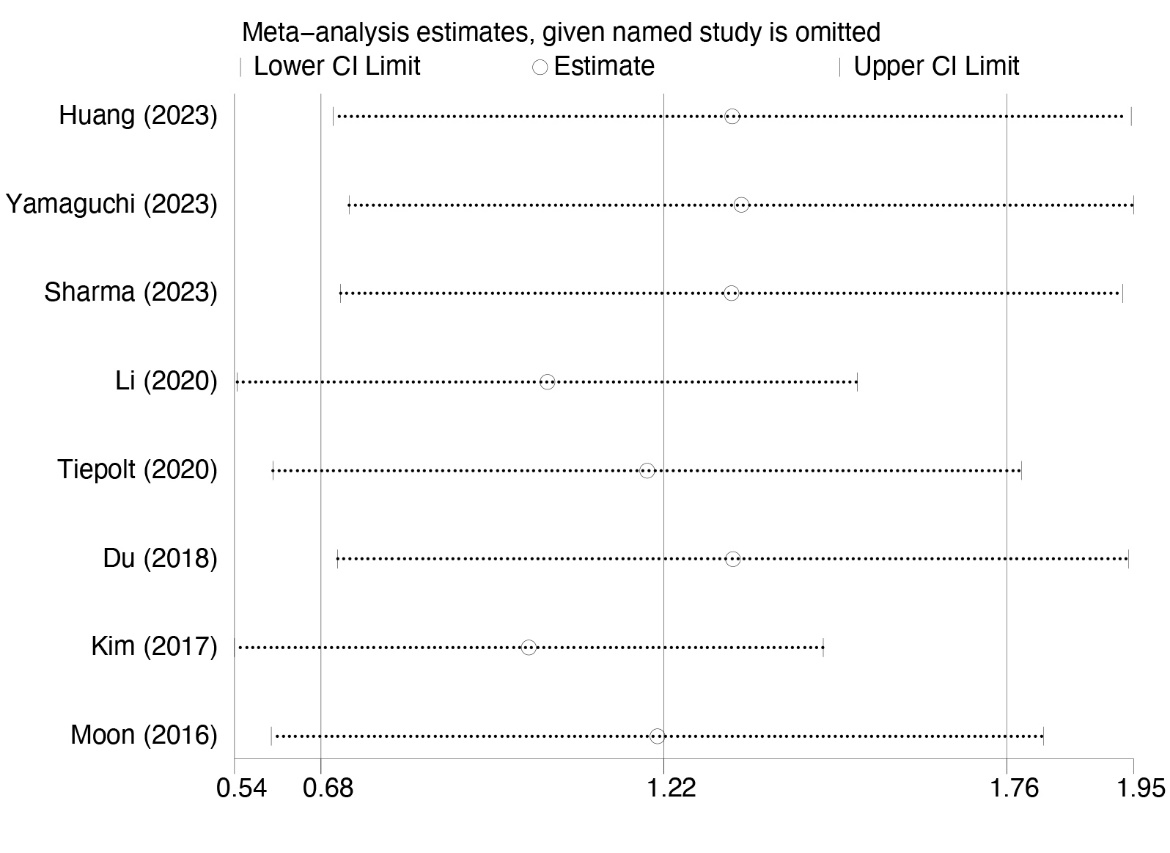 Meta−analysis estimates, given named study is omitted
Lower CI Limit Estimate Upper CI Limit
Huang (2023)
Yamaguchi (2023)
Sharma (2023)
Li (2020)
Tiepolt (2020)
Du (2018)
Kim (2017)
Moon (2016)
0.54 0.68 1.22 1.76 1.95